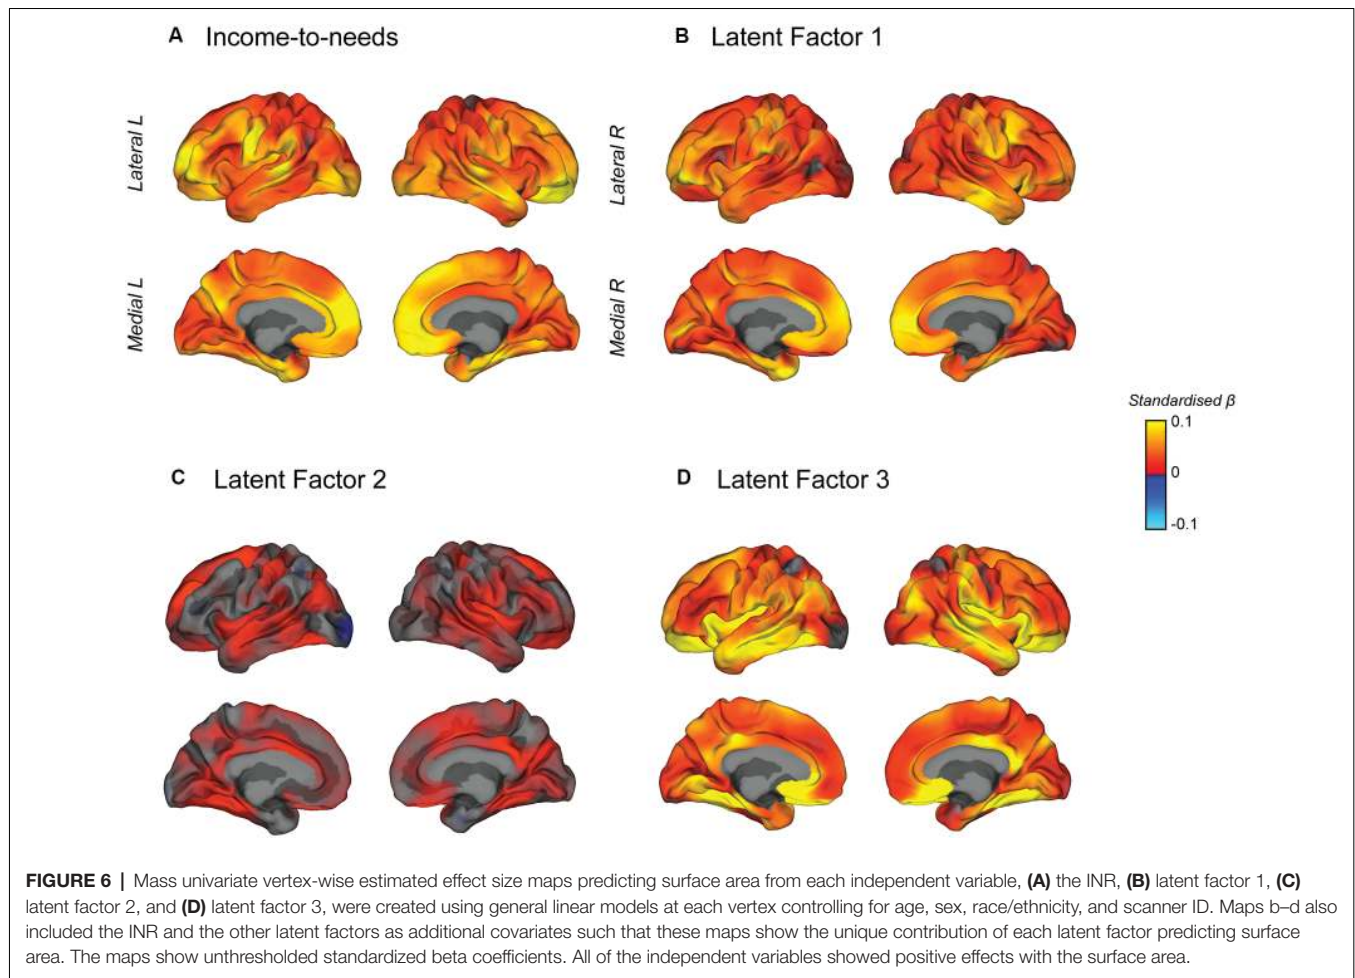 A Income-to-needs
B Latent Factor 1
Lateral L
Lateral R
Medial L
Medial R
Standardised β
0.1
0
-0.1
C Latent Factor 2
D Latent Factor 3
FIGURE 6 | Mass univariate vertex-wise estimated effect size maps predicting surface area from each independent variable, (A) the INR, (B) latent factor 1, (C)
latent factor 2, and (D) latent factor 3, were created using general linear models at each vertex controlling for age, sex, race/ethnicity, and scanner ID. Maps b–d also
included the INR and the other latent factors as additional covariates such that these maps show the unique contribution of each latent factor predicting surface
area. The maps show unthresholded standardized beta coefficients. All of the independent variables showed positive effects with the surface area.